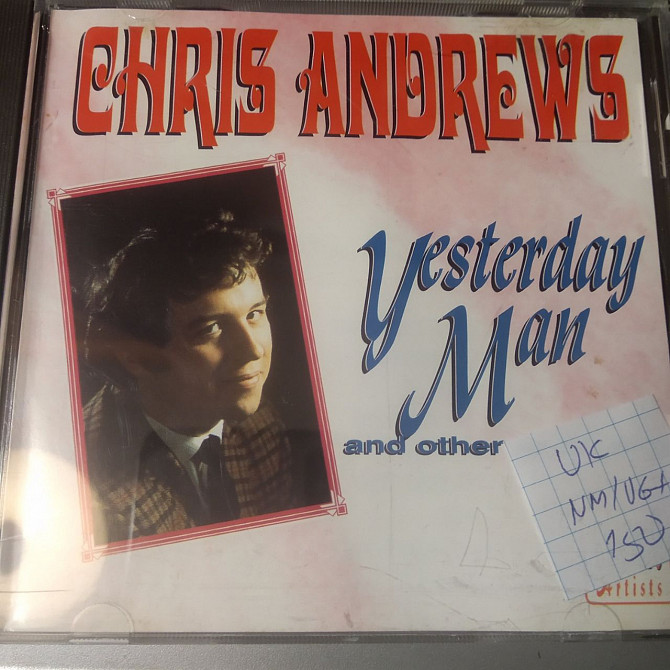 CHRIS ANDREWS
Yesterday
Man
and other
UK
NM/VG+
150
Artists